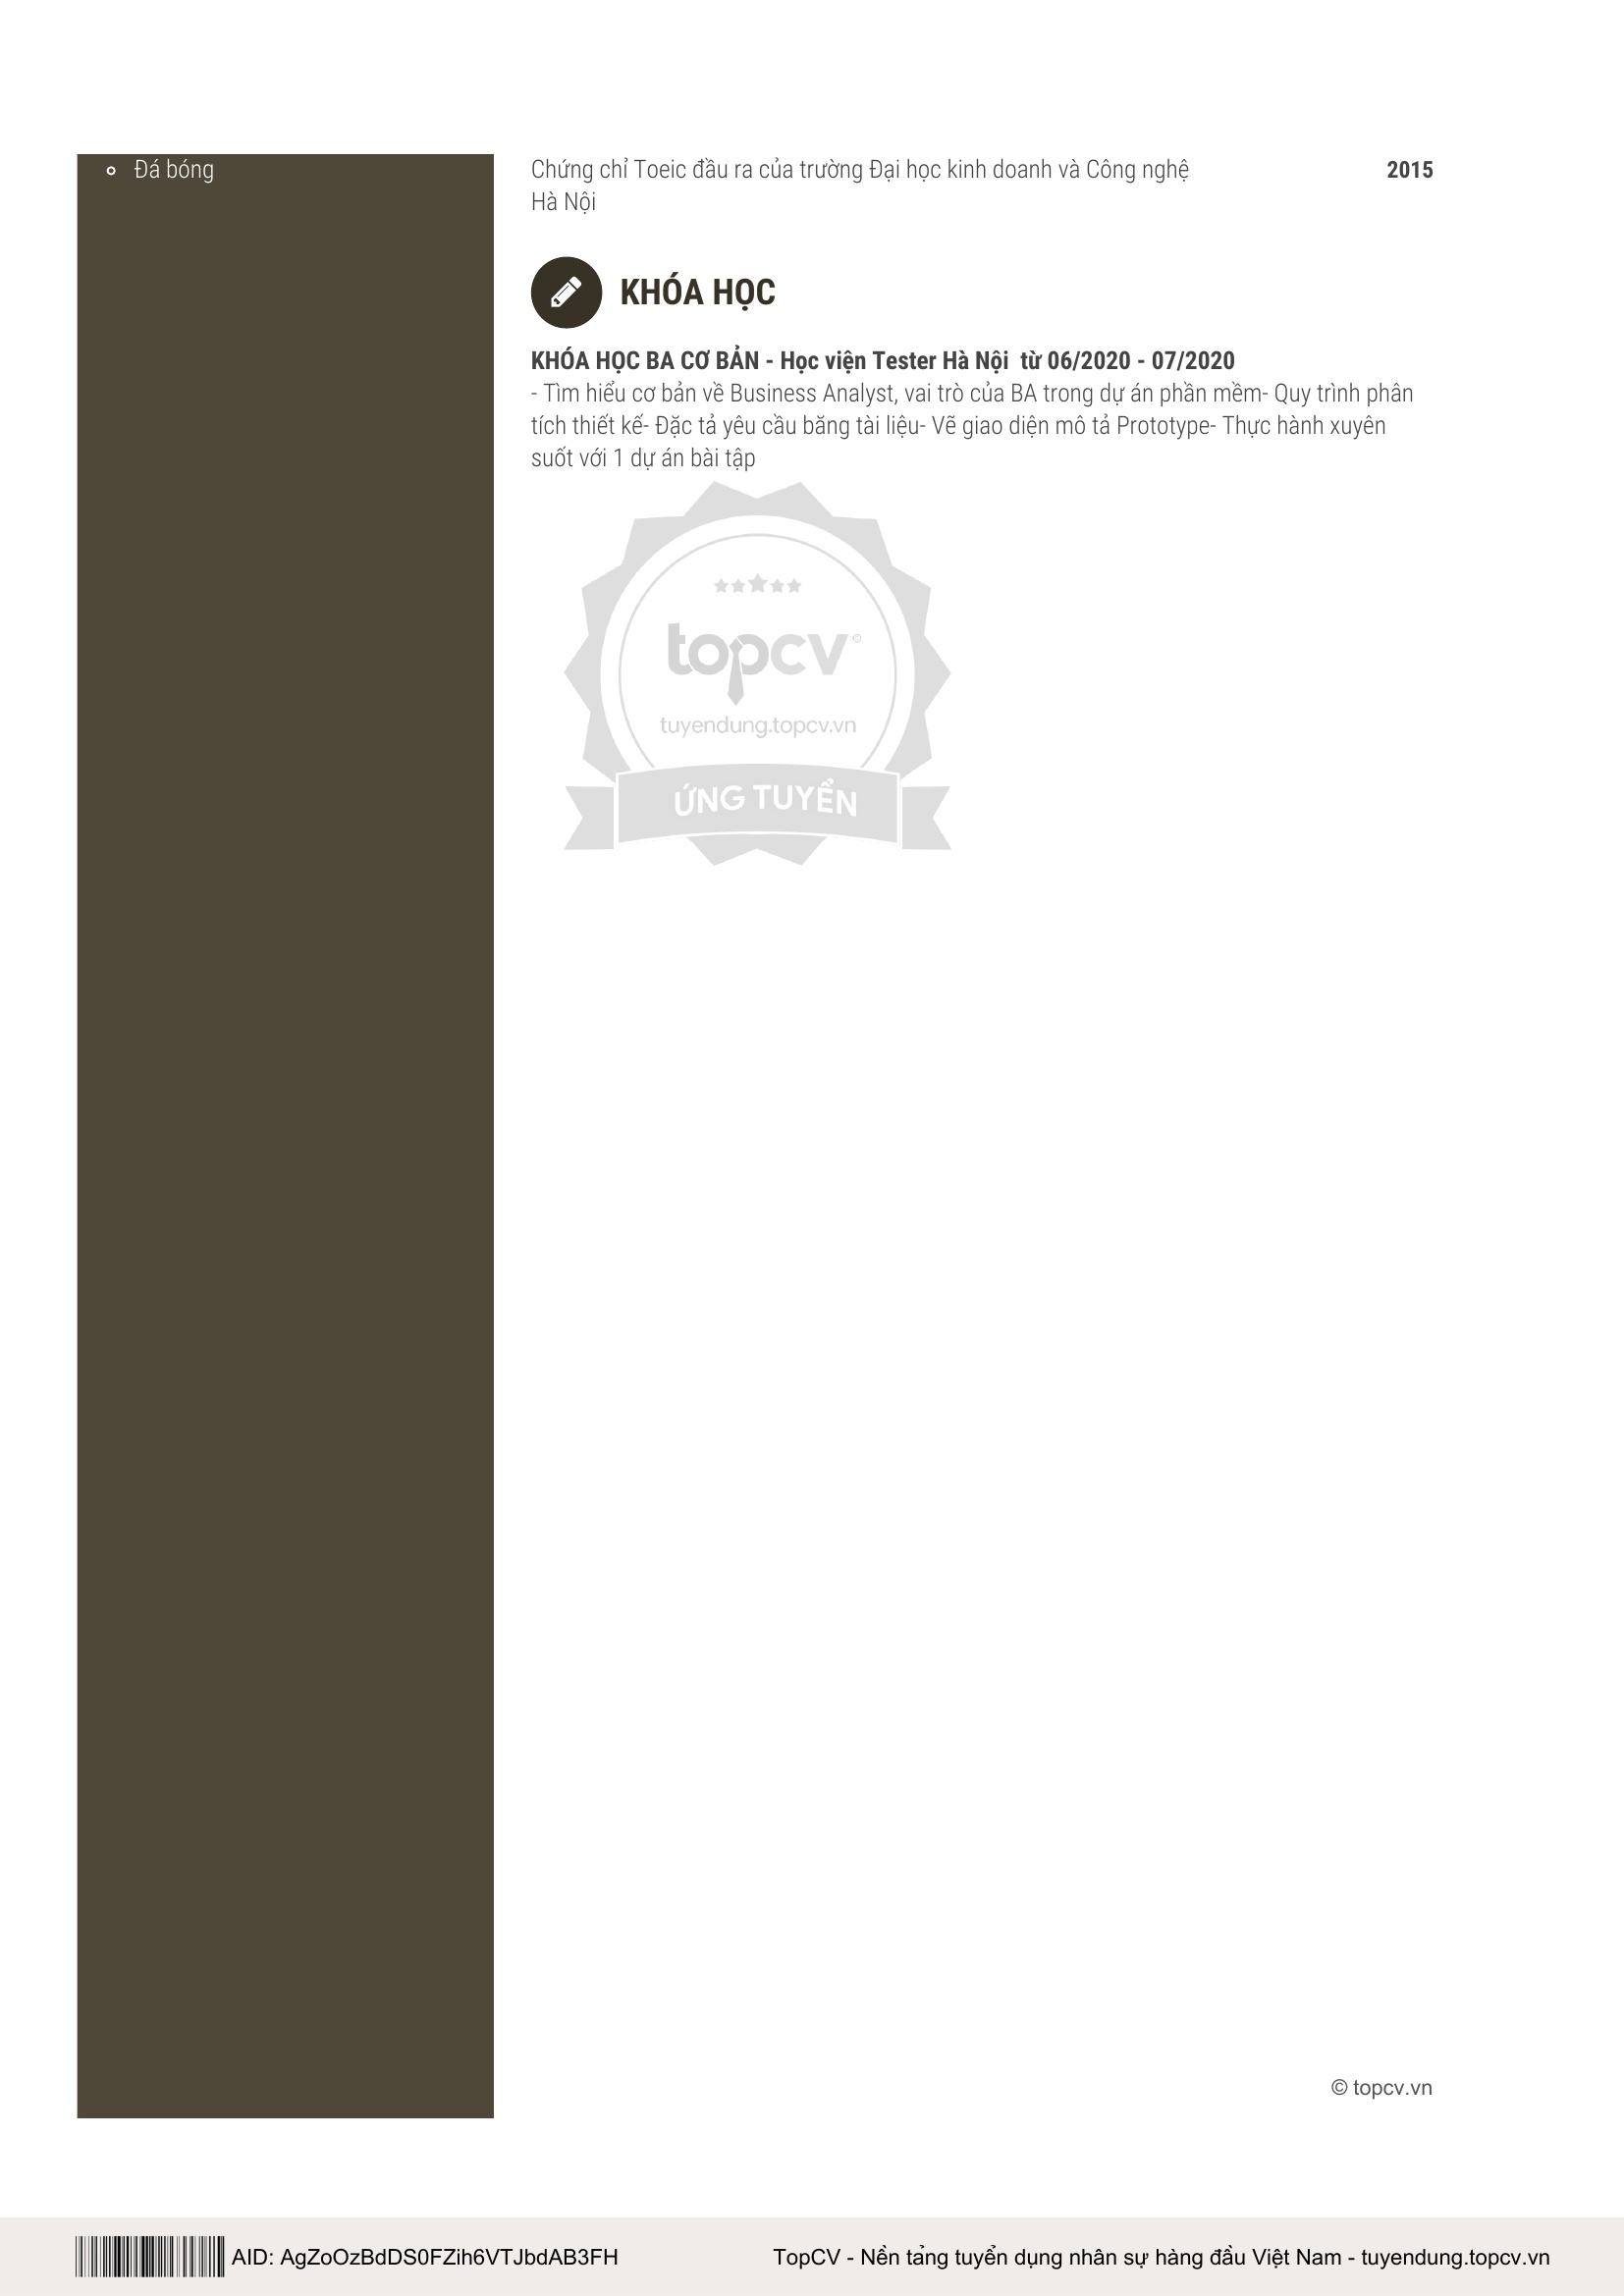 Đá bóng
Chứng chỉ Toeic đầu ra của trường Đại học kinh doanh và Công nghệ
Hà Nội
2015
KHÓA HỌC
KHÓA HỌC BA CƠ BẢN - Học viện Tester Hà Nội từ 06/2020 - 07/2020
- Tìm hiểu cơ bản về Business Analyst, vai trò của BA trong dự án phần mềm- Quy trình phân
tích thiết kế- Đặc tả yêu cầu băng tài liệu- Vẽ giao diện mô tả Prototype- Thực hành xuyên
suốt với 1 dự án bài tập
topcv©
tuyendung.topcv.vn
ỨNG TUYỂN
© topcv.vn
AID: AgZoOzBdDS0FZih6VTJbdAB3FH
TopCV - Nền tảng tuyển dụng nhân sự hàng đầu Việt Nam - tuyendung.topcv.vn